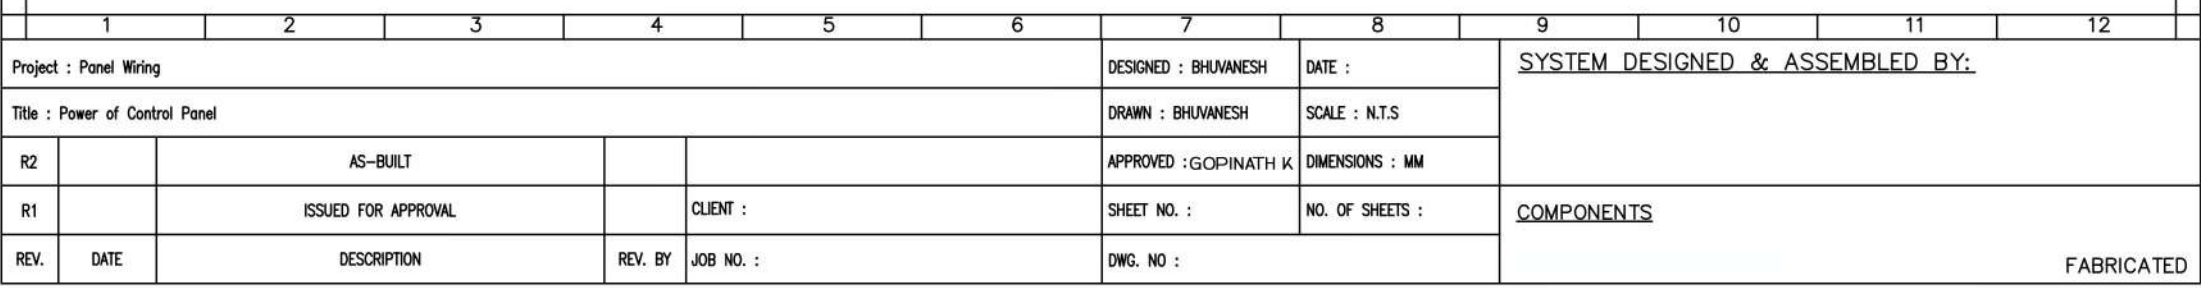 1 2 3 4 5 6 7 8 9 10 11 12
Project : Panel Wiring
DESIGNED : BHUVANESH
DATE :
SYSTEM DESIGNED & ASSEMBLED BY:
Title : Power of Control Panel
DRAWN : BHUVANESH
SCALE : N.T.S
R2
AS-BUILT
APPROVED :GOPINATH K
DIMENSIONS : MM
R1
ISSUED FOR APPROVAL
CLIENT :
SHEET NO. :
NO. OF SHEETS :
COMPONENTS
REV.
DATE
DESCRIPTION
REV. BY
JOB NO. :
DWG. NO :
FABRICATED